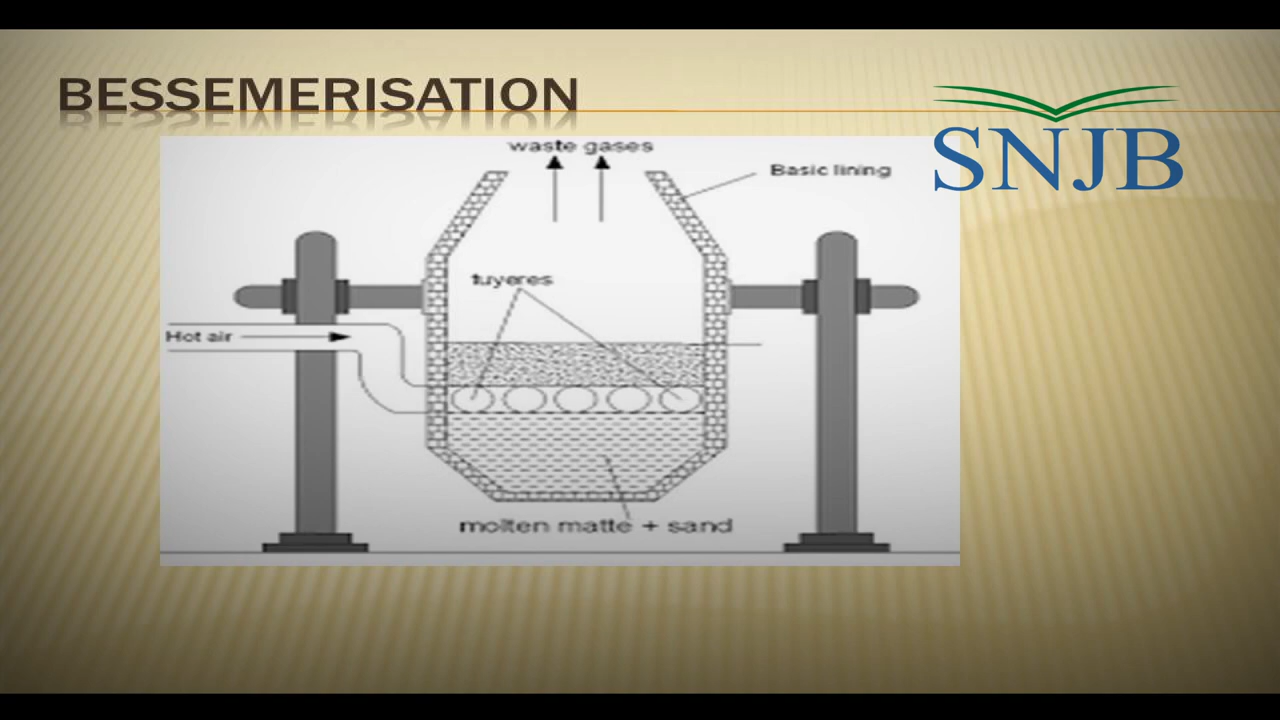 BESSEMERISATION
SNJB
waste gases
Basic lining
tuyeres
Hot air
molten matte + sand